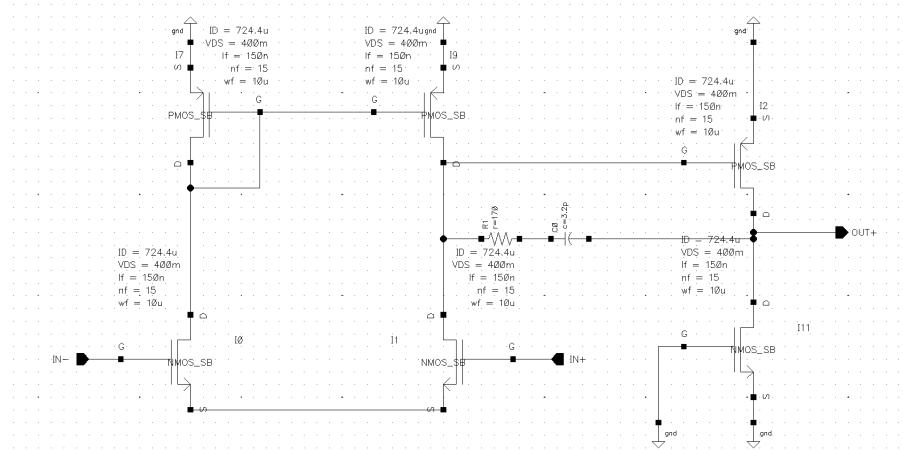 gnd
ID = 724.4u
VDS = 400m
lf = 150n
nf = 15
wf = 10u
I7
S
G
PMOS_SB
D
gnd
ID = 724.4u
VDS = 400m
lf = 150n
nf = 15
wf = 10u
I9
S
G
PMOS_SB
D
gnd
ID = 724.4u
VDS = 400m
lf = 150n
nf = 15
wf = 10u
I2
S
G
PMOS_SB
D
R1
r=170
C0
c=3.2p
OUT+
ID = 724.4u
VDS = 400m
lf = 150n
nf = 15
wf = 10u
D
I0
IN-
G
NMOS_SB
S
ID = 724.4u
VDS = 400m
lf = 150n
nf = 15
wf = 10u
D
I1
G
IN+
NMOS_SB
S
ID = 724.4u
VDS = 400m
lf = 150n
nf = 15
wf = 10u
D
I11
G
NMOS_SB
S
gnd
gnd